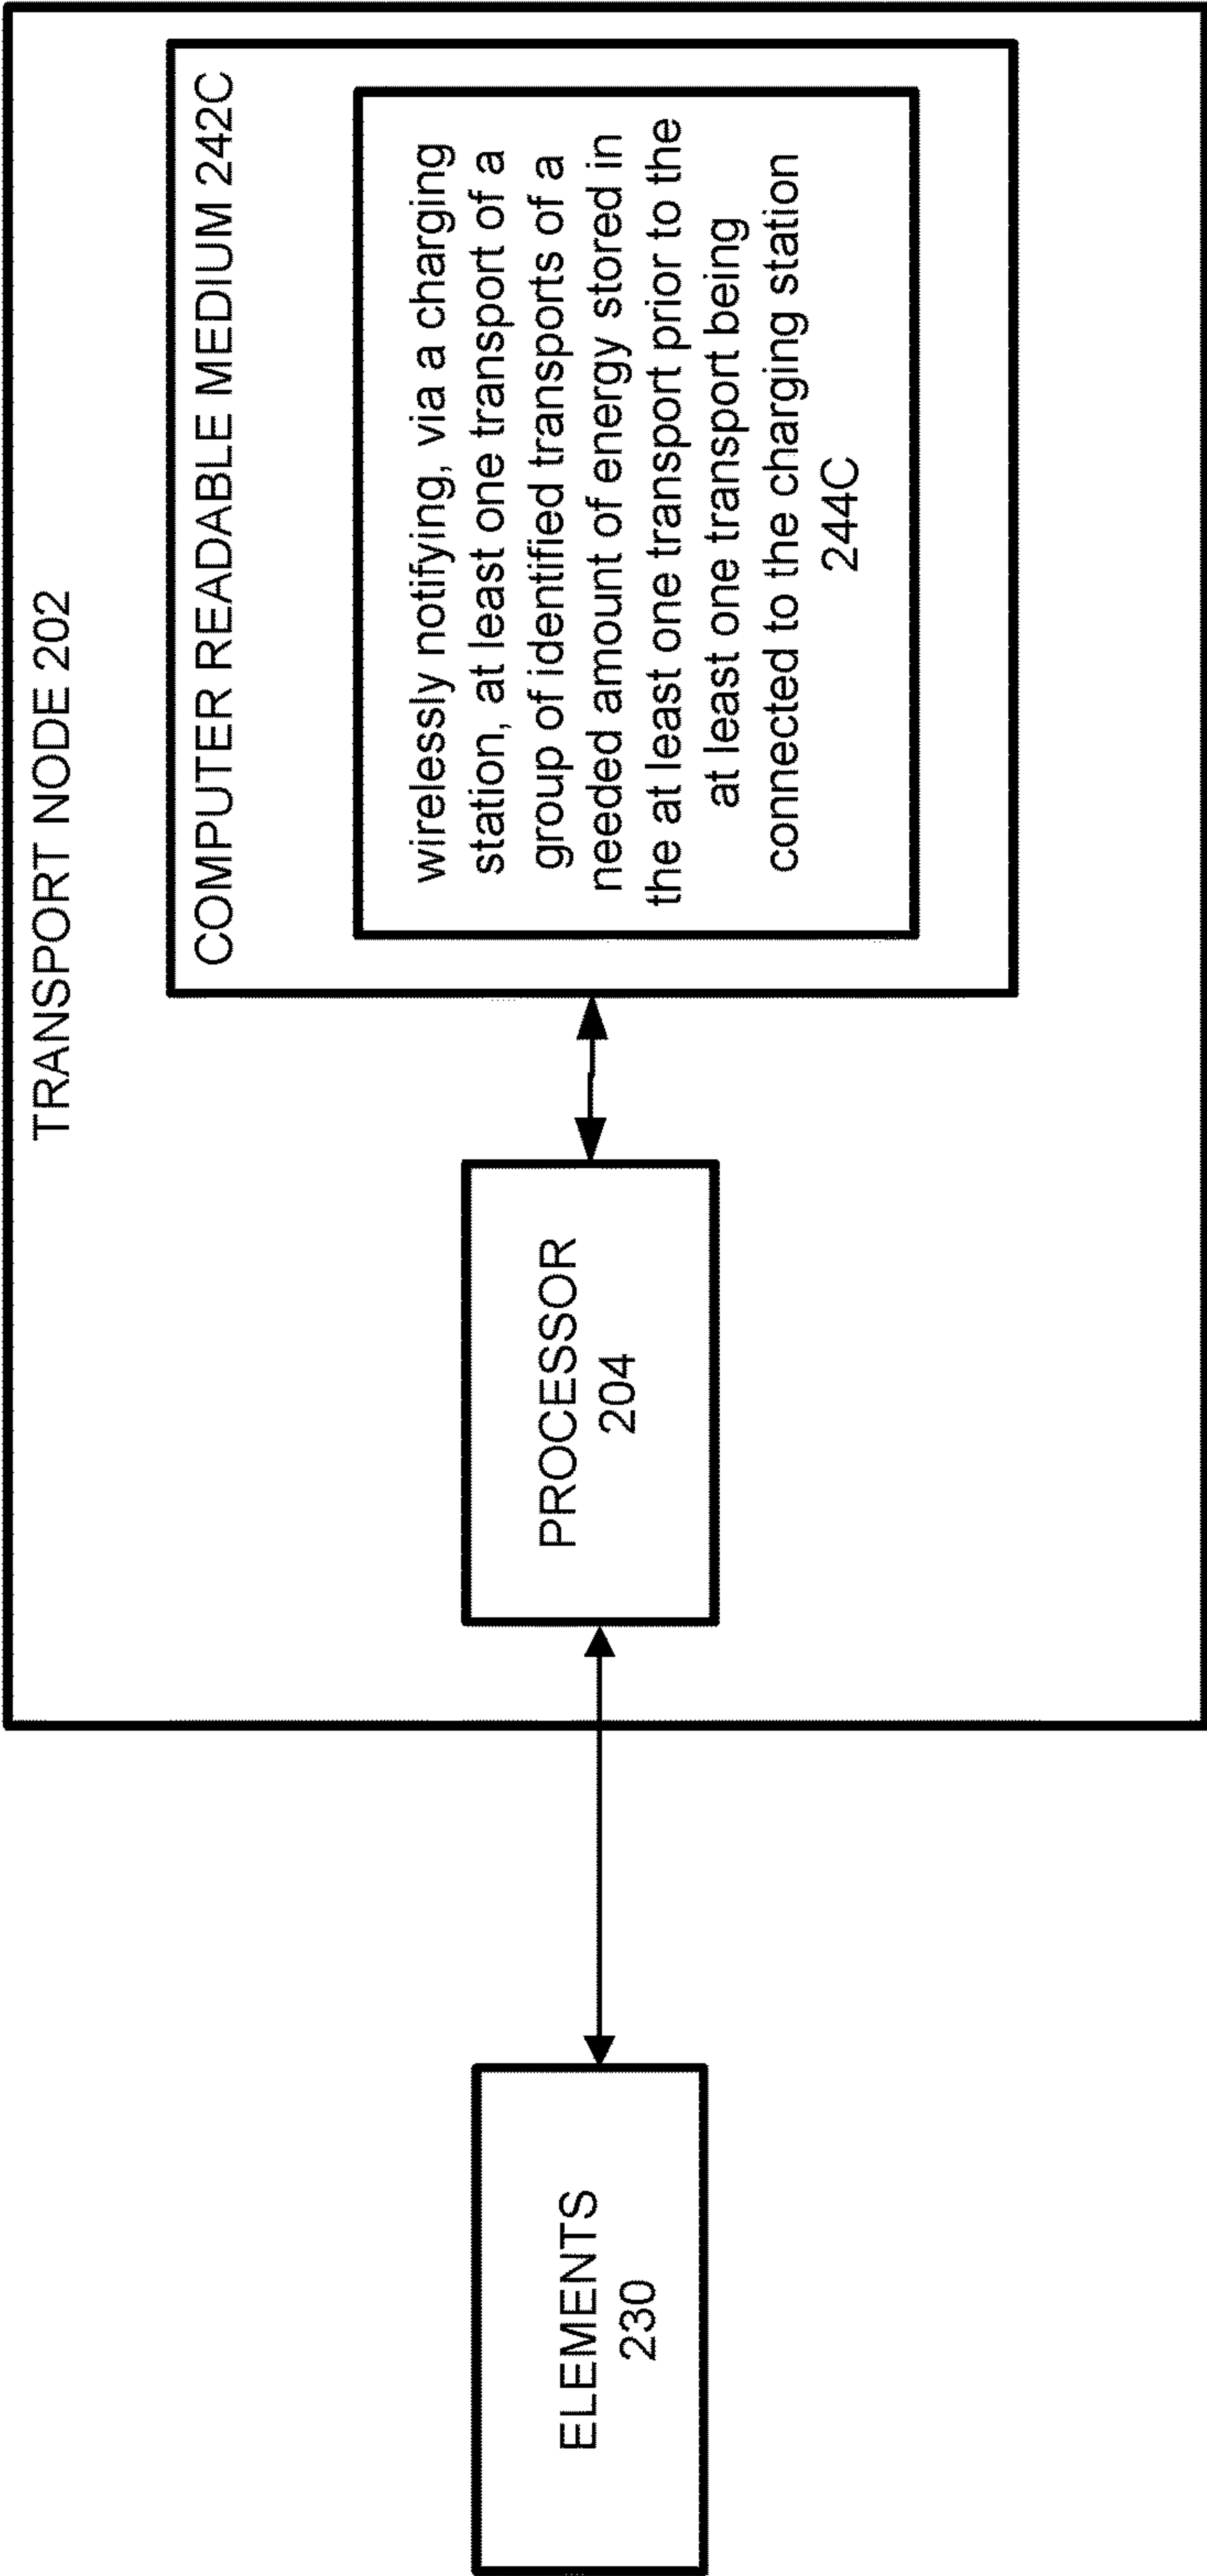 TRANSPORT NODE 202
COMPUTER READABLE MEDIUM 242C
wirelessly notifying, via a charging
station, at least one transport of a
group of identified transports of a
needed amount of energy stored in
the at least one transport prior to the
at least one transport being
connected to the charging station
244C
PROCESSOR
204
ELEMENTS
230